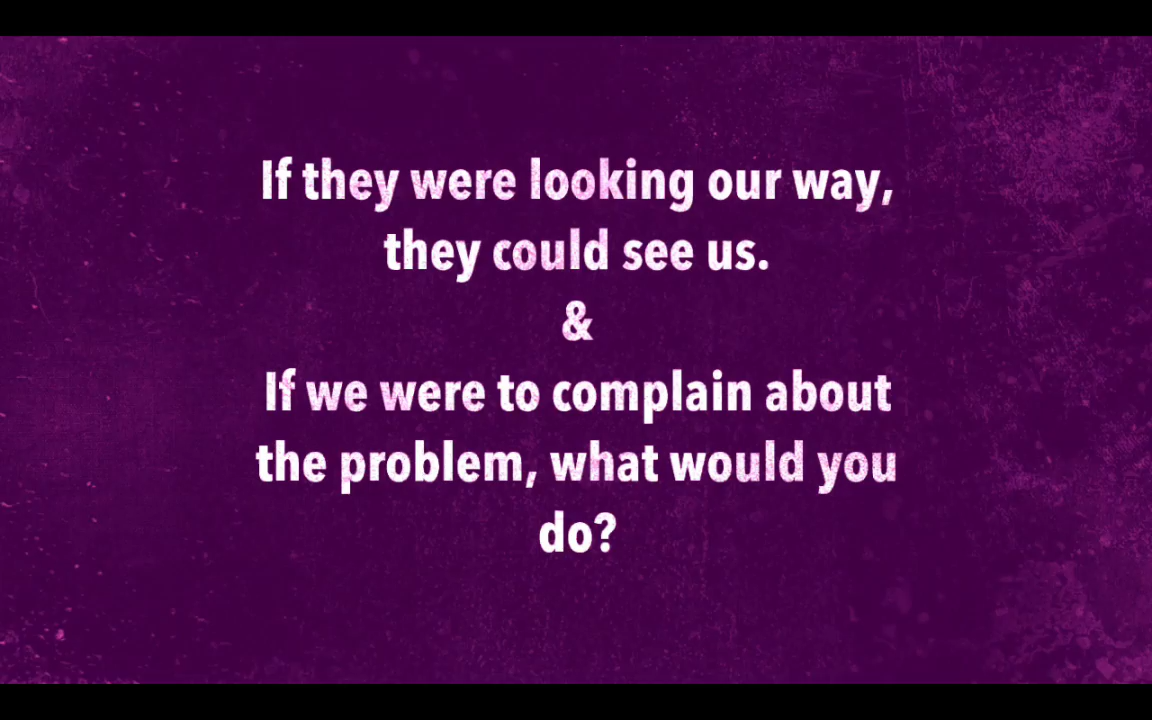 If they were looking our way,
they could see us.
&
If we were to complain about
the problem, what would you
do?